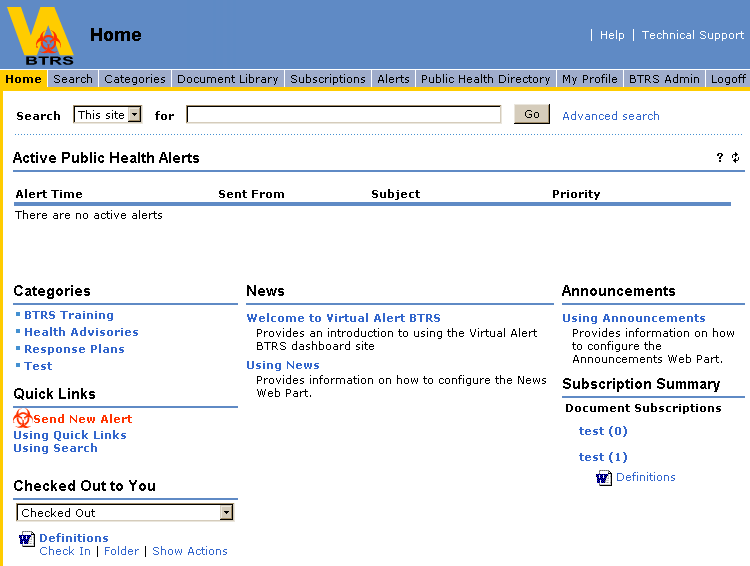 VA
BTRS
Home
| Help | Technical Support
Home Search Categories Document Library Subscriptions Alerts Public Health Directory My Profile BTRS Admin Logoff
Search This site for Go Advanced search
Active Public Health Alerts ?
Alert Time Sent From Subject Priority
There are no active alerts
Categories
BTRS Training
Health Advisories
Response Plans
Test
Quick Links
Send New Alert
Using Quick Links
Using Search
Checked Out to You
Checked Out
Definitions
Check In | Folder | Show Actions
News
Welcome to Virtual Alert BTRS
Provides an introduction to using the Virtual Alert
BTRS dashboard site
Using News
Provides information on how to configure the News
Web Part.
Announcements
Using Announcements
Provides information on how
to configure the
Announcements Web Part.
Subscription Summary
Document Subscriptions
test (0)
test (1)
Definitions